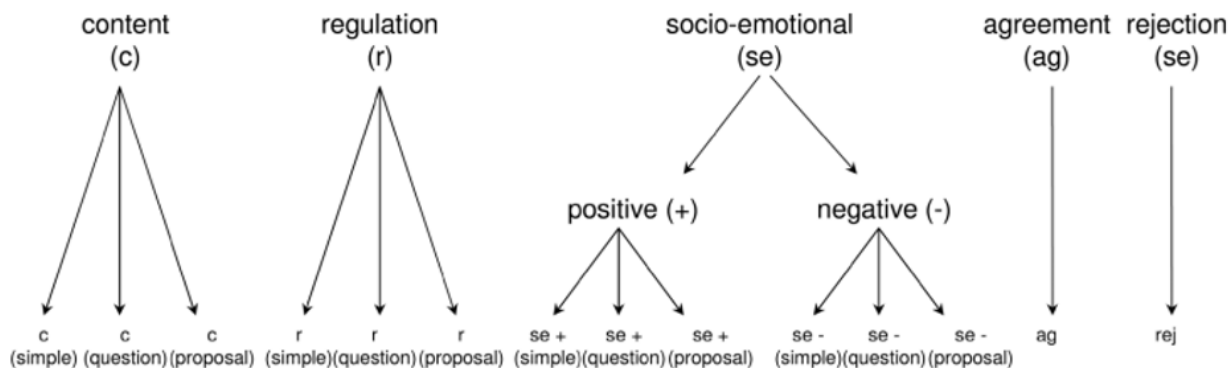 content regulation socio-emotional agreement rejection
(c) (r) (se) (ag) (se)
positive (+) negative (-)
c c c r r r se + se + se + se - se - se - ag rej
(simple) (question) (proposal) (simple) (question) (proposal) (simple) (question) (proposal) (simple) (question) (proposal)